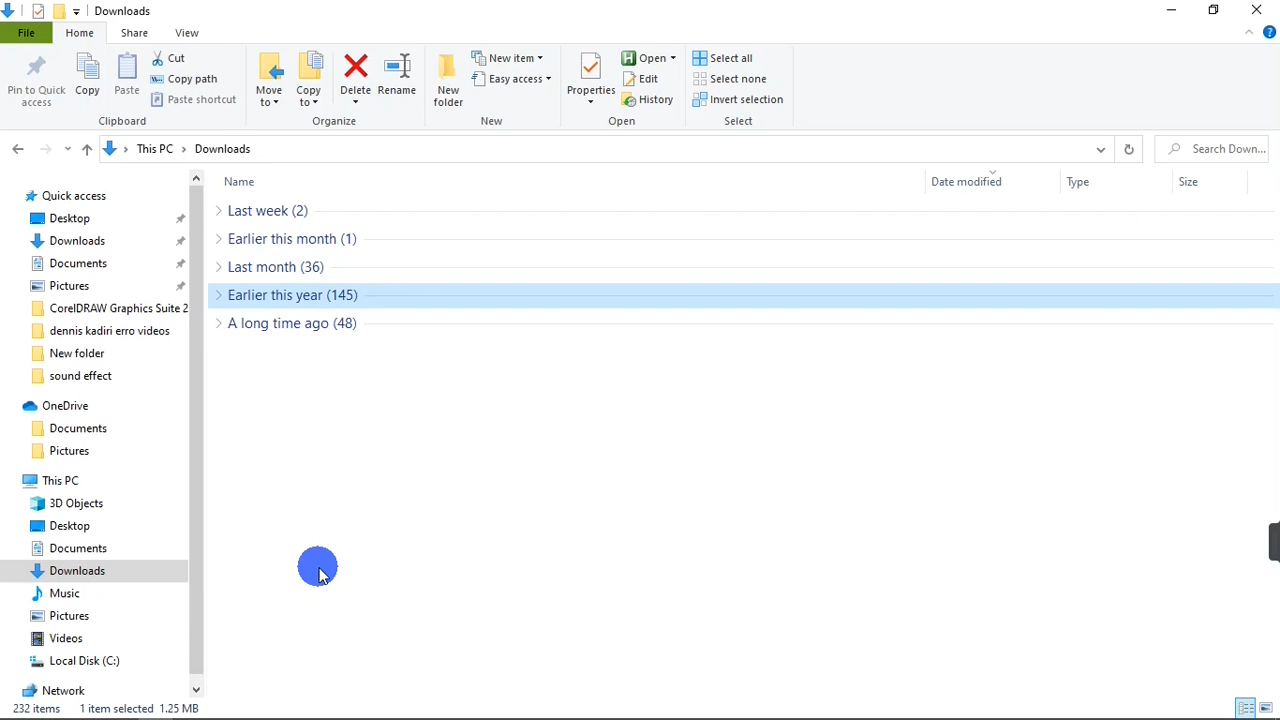 Downloads
File Home Share View
Pin to Quick access
Copy
Paste
Cut
Copy path
Paste shortcut
Clipboard
Move to
Copy to
Delete
Rename
Organize
New folder
New item
Easy access
New
Properties
Open
Edit
History
Open
Select all
Select none
Invert selection
Select
This PC Downloads
Search Down...
Name Date modified Type Size
Quick access
Desktop
Downloads
Documents
Pictures
CorelDRAW Graphics Suite 2
dennis kadiri erro videos
New folder
sound effect
OneDrive
Documents
Pictures
This PC
3D Objects
Desktop
Documents
Downloads
Music
Pictures
Videos
Local Disk (C:)
Network
Last week (2)
Earlier this month (1)
Last month (36)
Earlier this year (145)
A long time ago (48)
232 items 1 item selected 1.25 MB